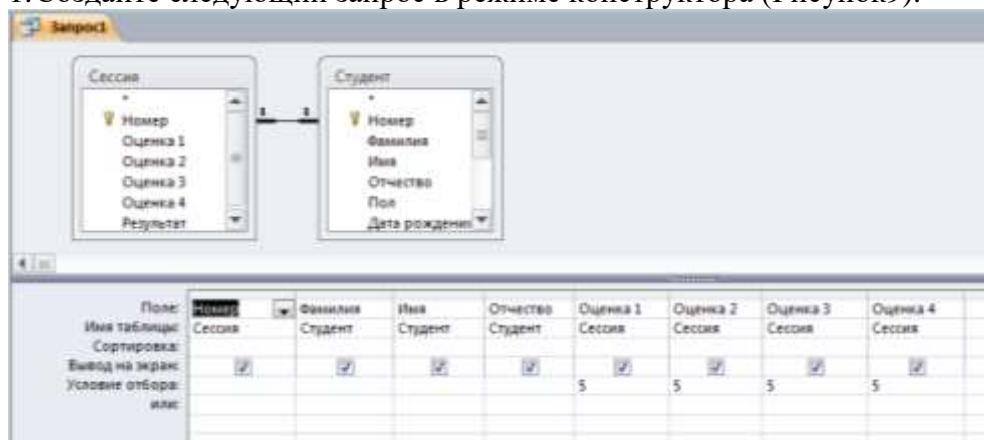 1. Создайте следующий запрос в режиме конструктора (Рисунок9).
Запрос1
Сессия
*
Номер
Оценка 1
Оценка 2
Оценка 3
Оценка 4
Результат
1 1
Студент
*
Номер
Фамилия
Имя
Отчество
Пол
Дата рождени
Поле: Номер Фамилия Имя Отчество Оценка 1 Оценка 2 Оценка 3 Оценка 4
Имя таблицы: Сессия Студент Студент Студент Сессия Сессия Сессия Сессия
Сортировка:
Вывод на экран:
Условие отбора: 5 5 5 5
или: